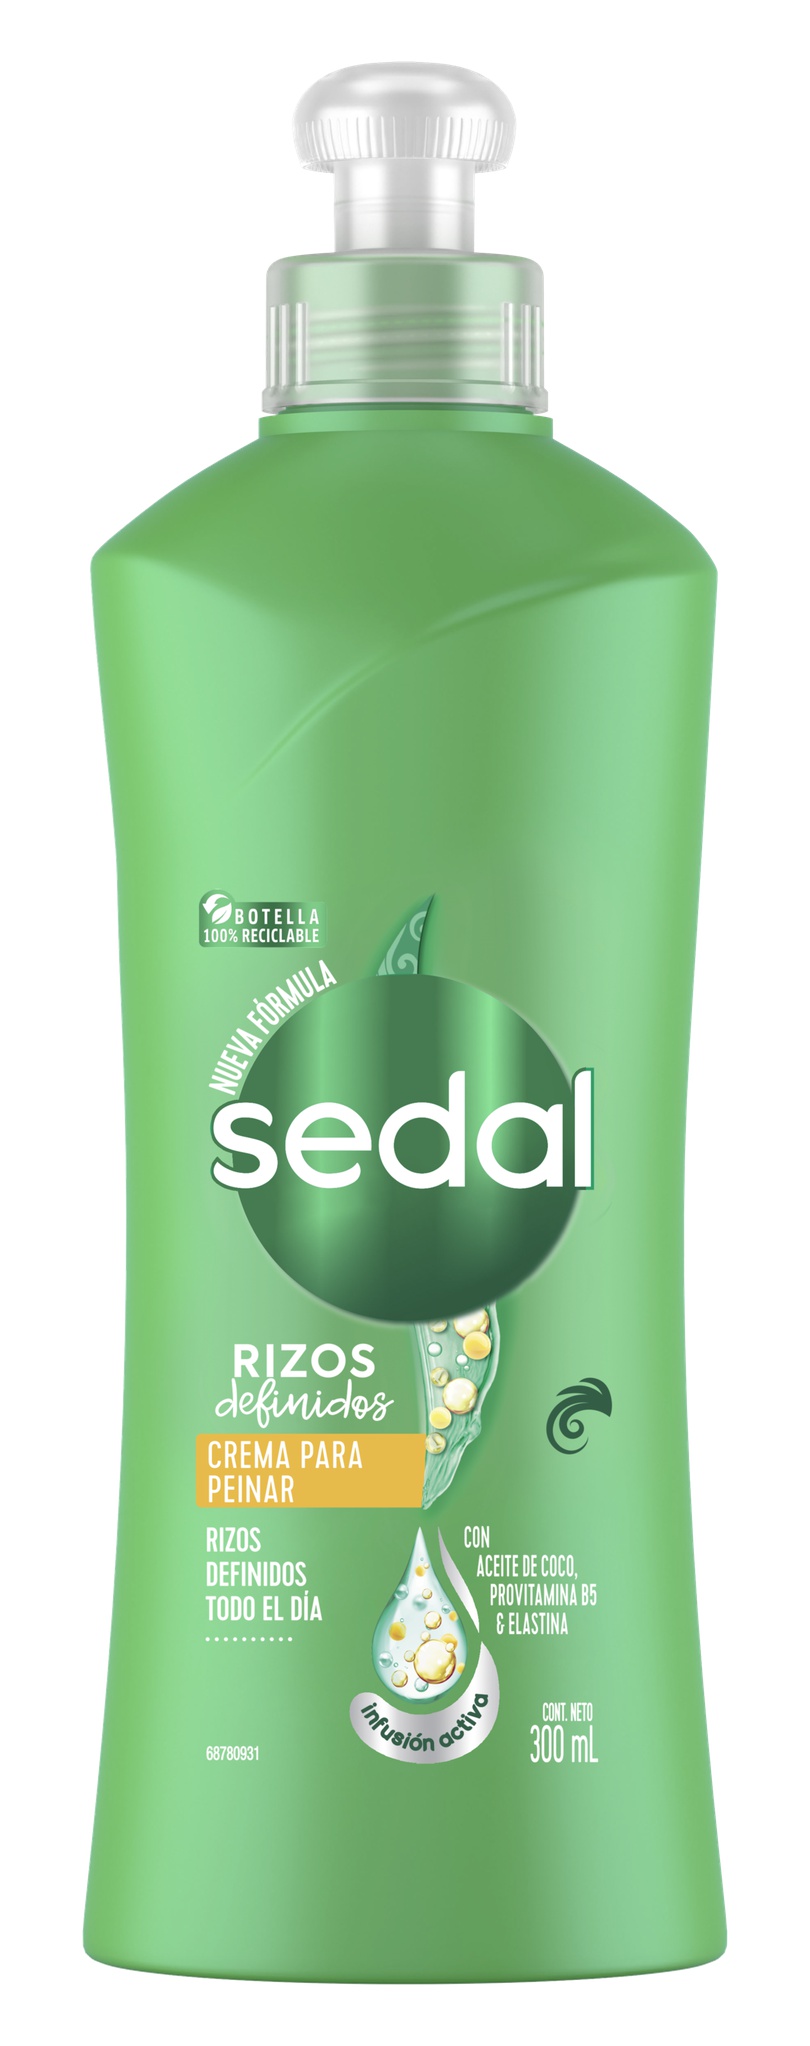 BOTELLA
100% RECICLABLE
NUEVA FÓRMULA
sedal
RIZOS
definidos
CREMA PARA
PEINAR
RIZOS
DEFINIDOS
TODO EL DÍA
CON
ACEITE DE COCO,
PROVITAMINA B5
& ELASTINA
infusión activa
CONT. NETO
300 mL
68780931